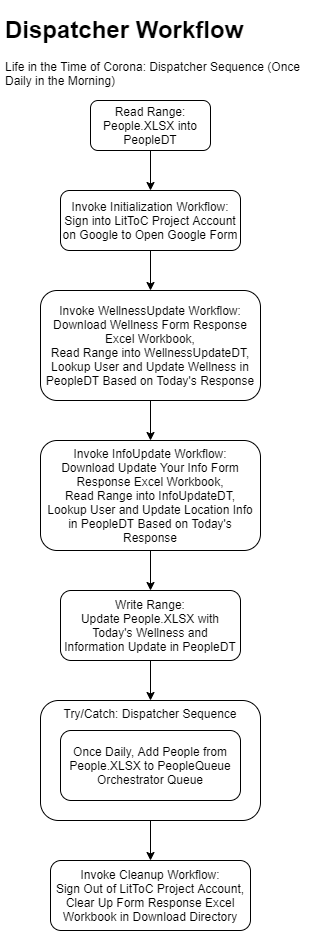 Dispatcher Workflow
Life in the Time of Corona: Dispatcher Sequence (Once
Daily in the Morning)
Read Range:
People.XLSX into
PeopleDT
Invoke Initialization Workflow:
Sign into LitToC Project Account
on Google to Open Google Form
Invoke WellnessUpdate Workflow:
Download Wellness Form Response
Excel Workbook,
Read Range into WellnessUpdateDT,
Lookup User and Update Wellness in
PeopleDT Based on Today's Response
Invoke InfoUpdate Workflow:
Download Update Your Info Form
Response Excel Workbook,
Read Range into InfoUpdateDT,
Lookup User and Update Location Info
in PeopleDT Based on Today's
Response
Write Range:
Update People.XLSX with
Today's Wellness and
Information Update in PeopleDT
Try/Catch: Dispatcher Sequence
Once Daily, Add People from
People.XLSX to PeopleQueue
Orchestrator Queue
Invoke Cleanup Workflow:
Sign Out of LitToC Project Account,
Clear Up Form Response Excel
Workbook in Download Directory